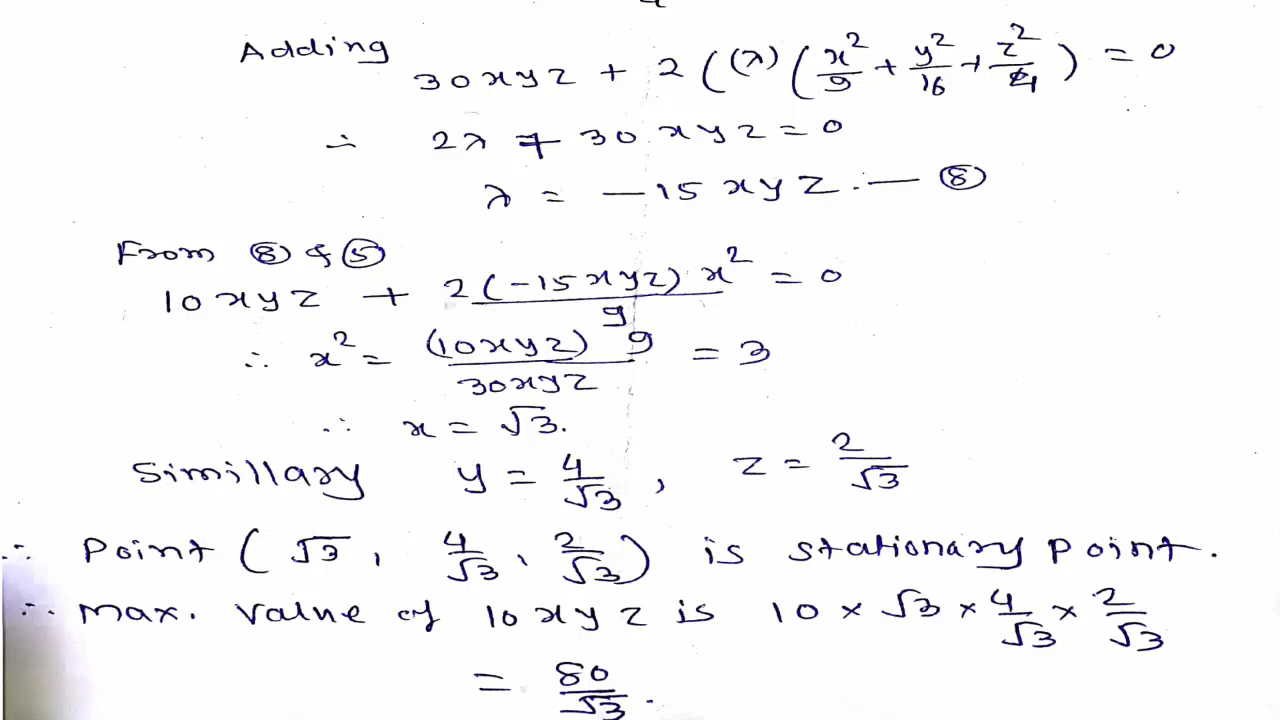 Adding
30xyz + 2((λ)(x²/9 + y²/16 + z²/4) = 0
∴ 2λ + 30xyz = 0
λ = -15xyz. — ⑧
From ⑧ & ⑤
10xyz + 2(-15xyz)x²/9 = 0
∴ x² = (10xyz)9/30xyz = 3
∴ x = √3.
Simillary y = 4/√3, z = 2/√3
∴ Point (√3, 4/√3, 2/√3) is stationary point.
∴ max. value of 10xyz is 10 × √3 × 4/√3 × 2/√3
= 80/√3.